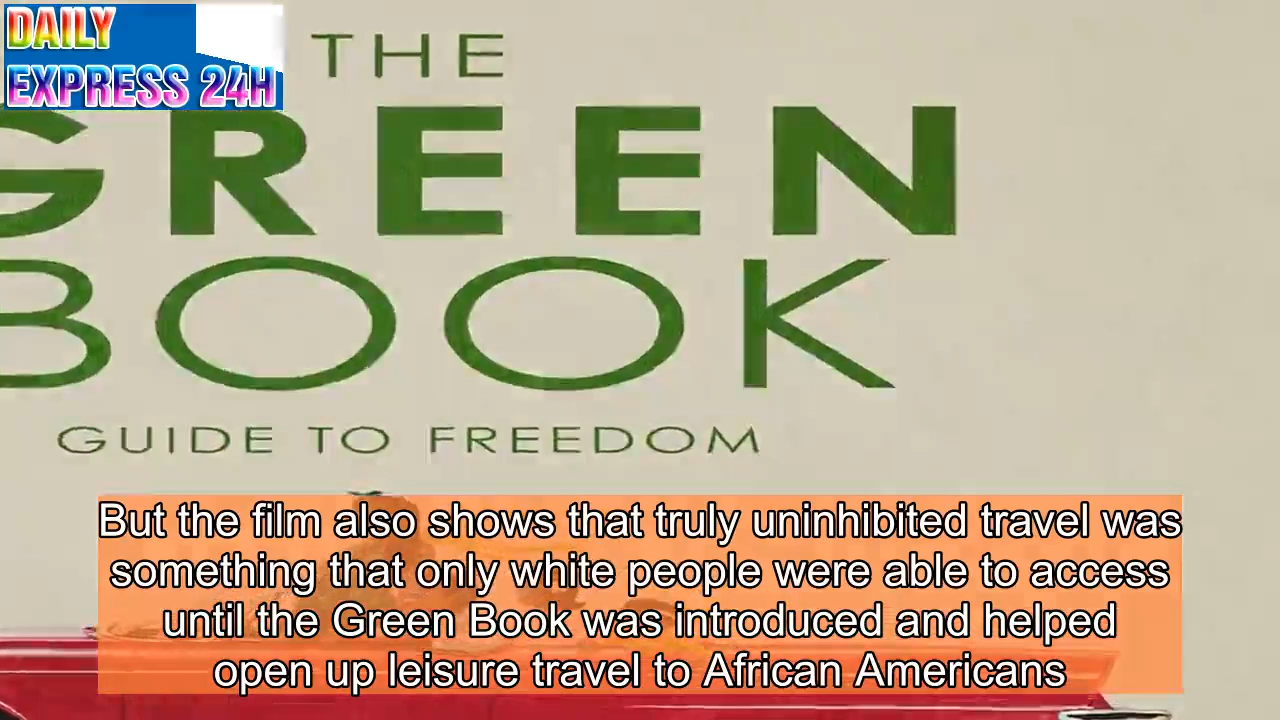 DAILY
EXPRESS 24H
THE
GREEN
BOOK
GUIDE TO FREEDOM
But the film also shows that truly uninhibited travel was
something that only white people were able to access
until the Green Book was introduced and helped
open up leisure travel to African Americans